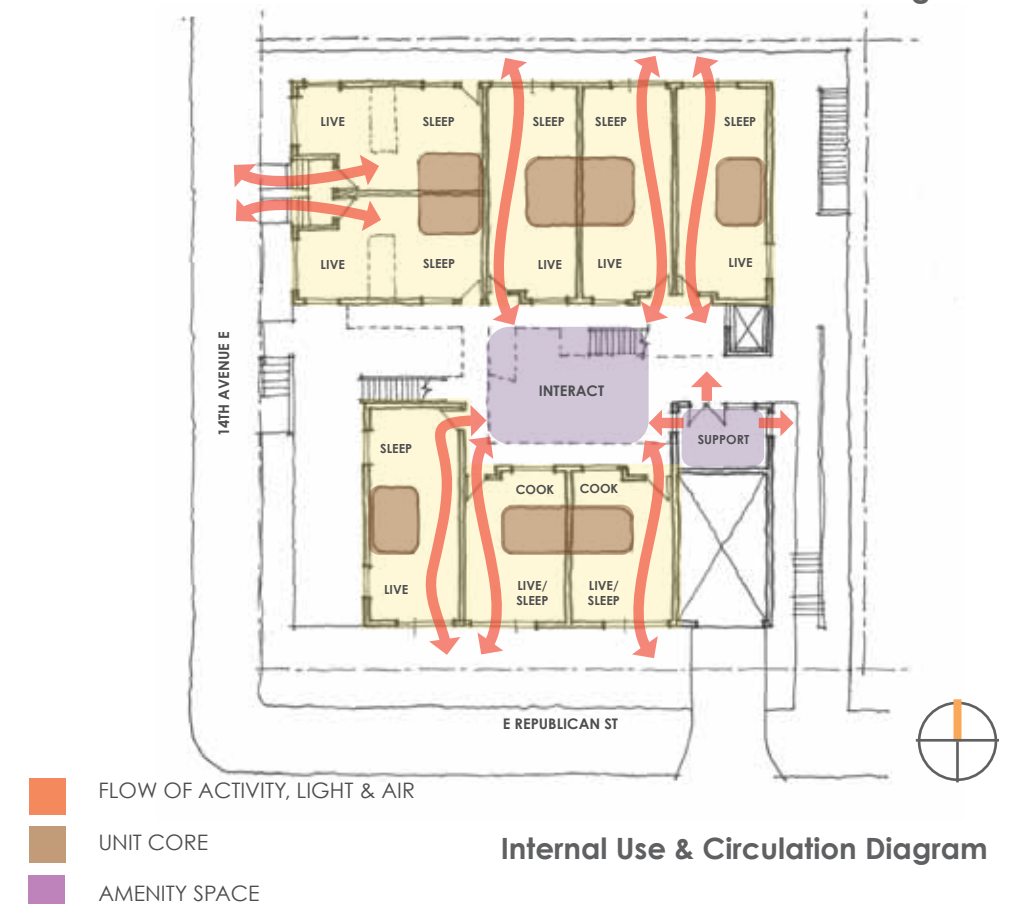 LIVE
SLEEP
SLEEP
SLEEP
SLEEP
LIVE
SLEEP
LIVE
LIVE
LIVE
14TH AVENUE E
INTERACT
SUPPORT
SLEEP
COOK
COOK
LIVE
LIVE/
SLEEP
LIVE/
SLEEP
E REPUBLICAN ST
FLOW OF ACTIVITY, LIGHT & AIR
UNIT CORE
AMENITY SPACE
Internal Use & Circulation Diagram